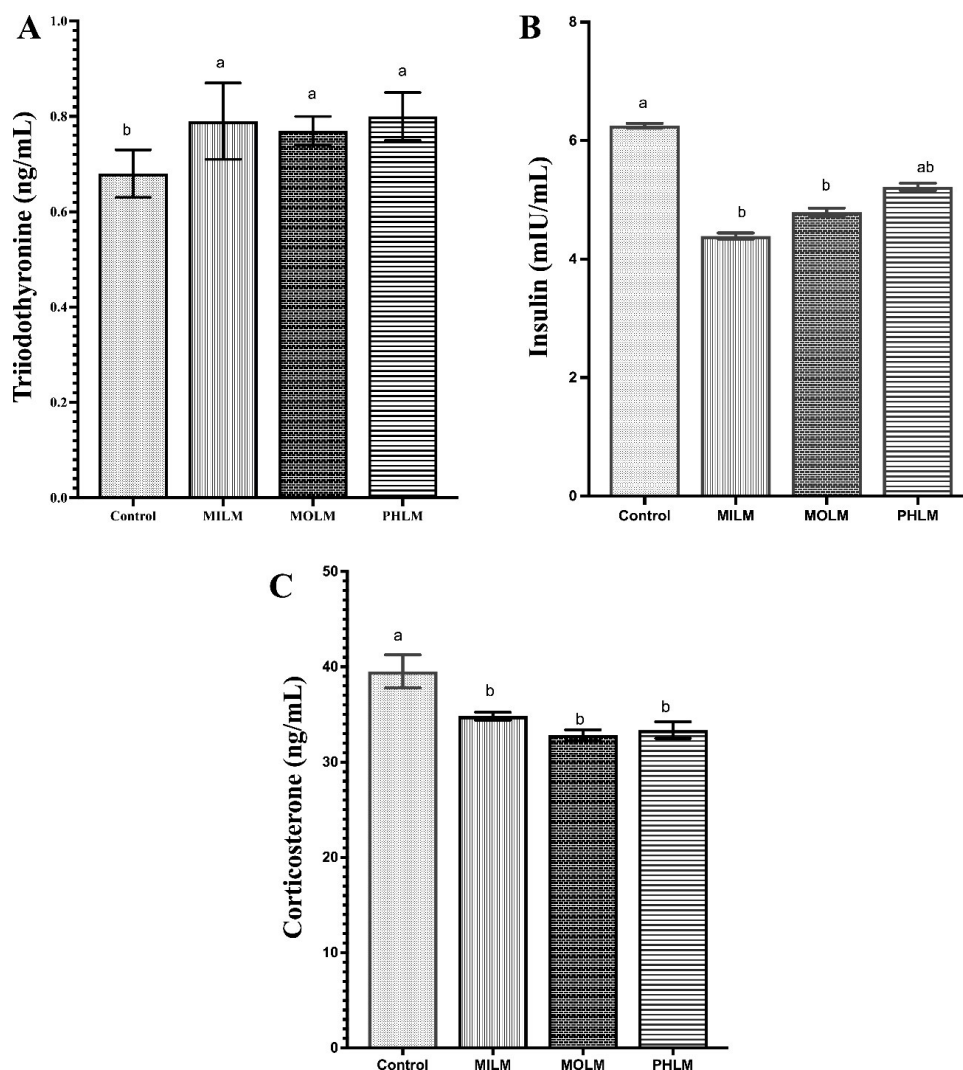 A
Triiodothyronine (ng/mL)
1.0
0.8
0.6
0.4
0.2
0.0
b
a
a
a
Control MILM MOLM PHLM
B
Insulin (mIU/mL)
8
6
4
2
0
a
b
b
ab
Control MILM MOLM PHLM
C
Corticosterone (ng/mL)
50
40
30
20
10
0
a
b
b
b
Control MILM MOLM PHLM